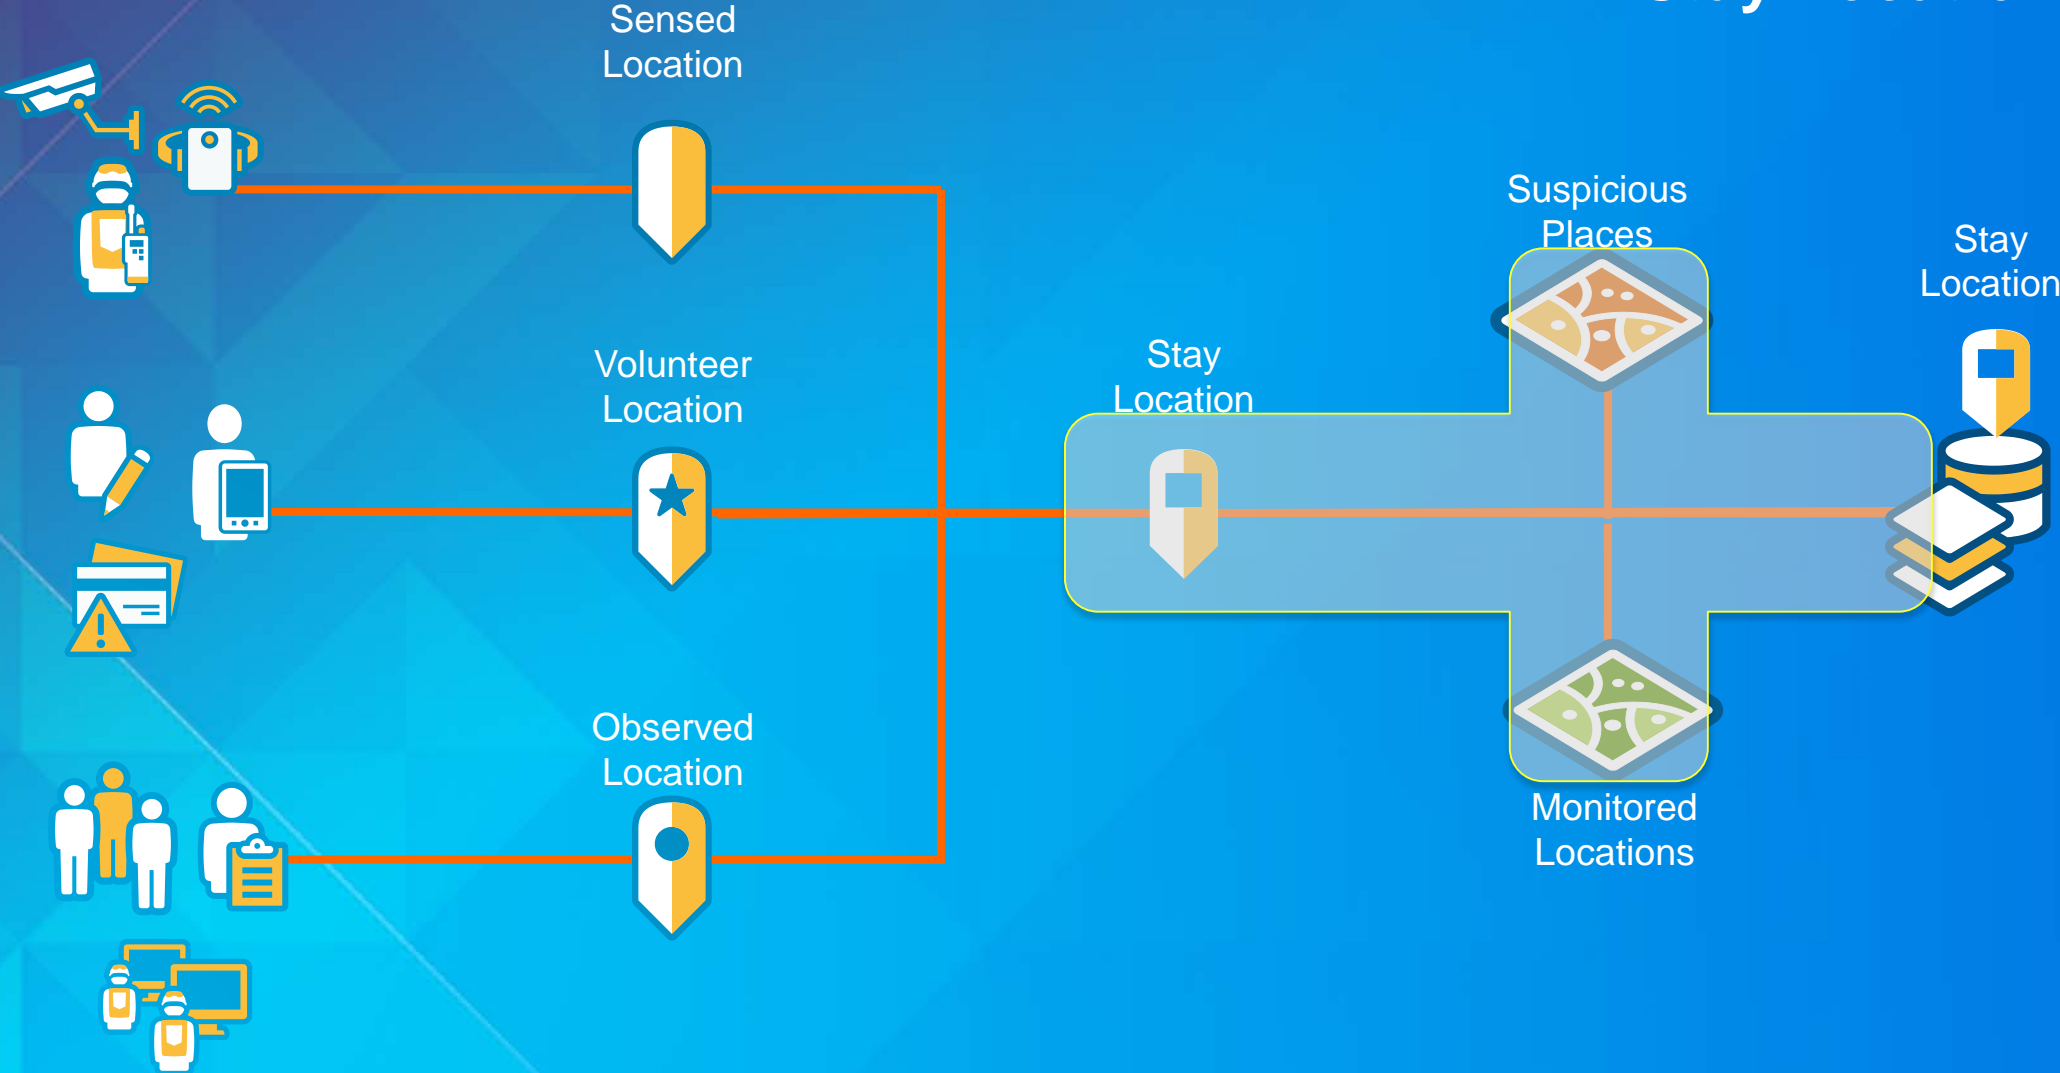 Sensed
Location
Suspicious
Places
Stay
Location
Volunteer
Location
Stay
Location
Observed
Location
Monitored
Locations